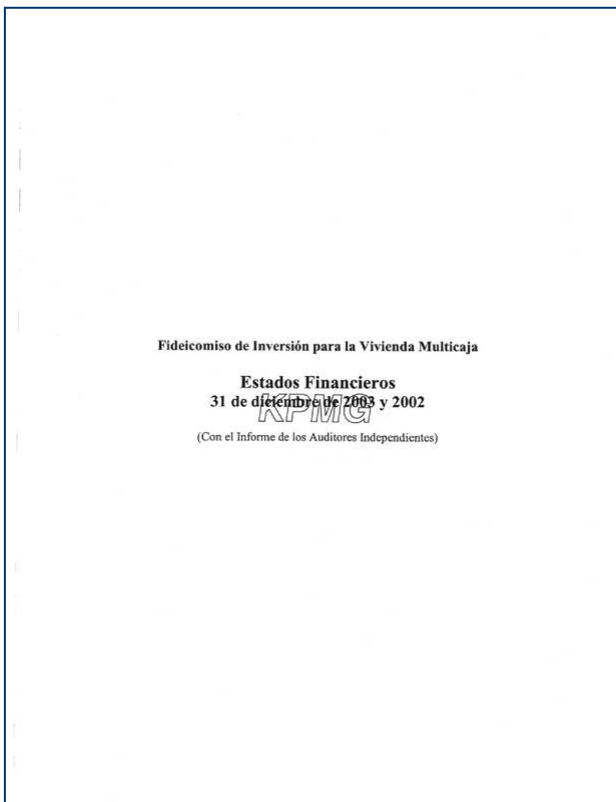 Fideicomiso de Inversión para la Vivienda Multicaja
Estados Financieros
31 de diciembre de 2003 y 2002
KPMG
(Con el Informe de los Auditores Independientes)